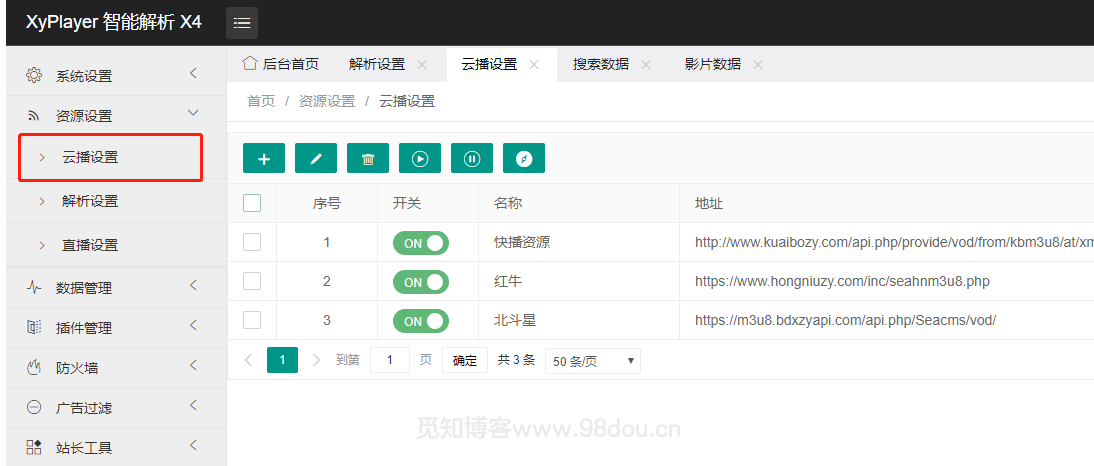 XyPlayer 智能解析 X4
系统设置
资源设置
云播设置
解析设置
直播设置
数据管理
插件管理
防火墙
广告过滤
站长工具
后台首页 解析设置 云播设置 搜索数据 影片数据
首页 / 资源设置 / 云播设置
序号 开关 名称 地址
1 ON 快播资源 http://www.kuaibozy.com/api.php/provide/vod/from/kbm3u8/at/xm
2 ON 红牛 https://www.hongniuzy.com/inc/seahnm3u8.php
3 ON 北斗星 https://m3u8.bdxzyapi.com/api.php/Seacms/vod/
1 到第 1 页 确定 共 3 条 50 条/页
觅知博客www.98dou.cn